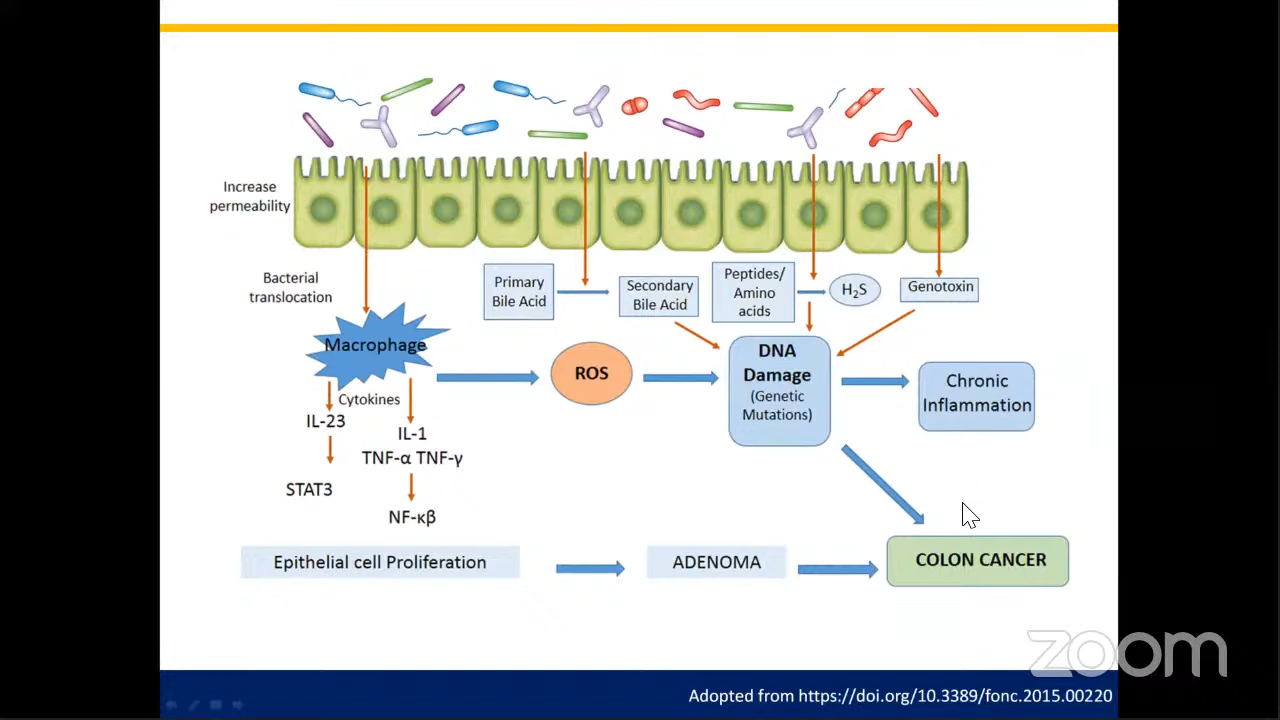 Increase
permeability
Bacterial
translocation
Primary
Bile Acid
Secondary
Bile Acid
Peptides/
Amino
acids
H₂S
Genotoxin
Macrophage
ROS
DNA
Damage
(Genetic
Mutations)
Chronic
Inflammation
Cytokines
IL-23
IL-1
TNF-α TNF-γ
STAT3
NF-κβ
Epithelial cell Proliferation
ADENOMA
COLON CANCER
zoom
Adopted from https://doi.org/10.3389/fonc.2015.00220